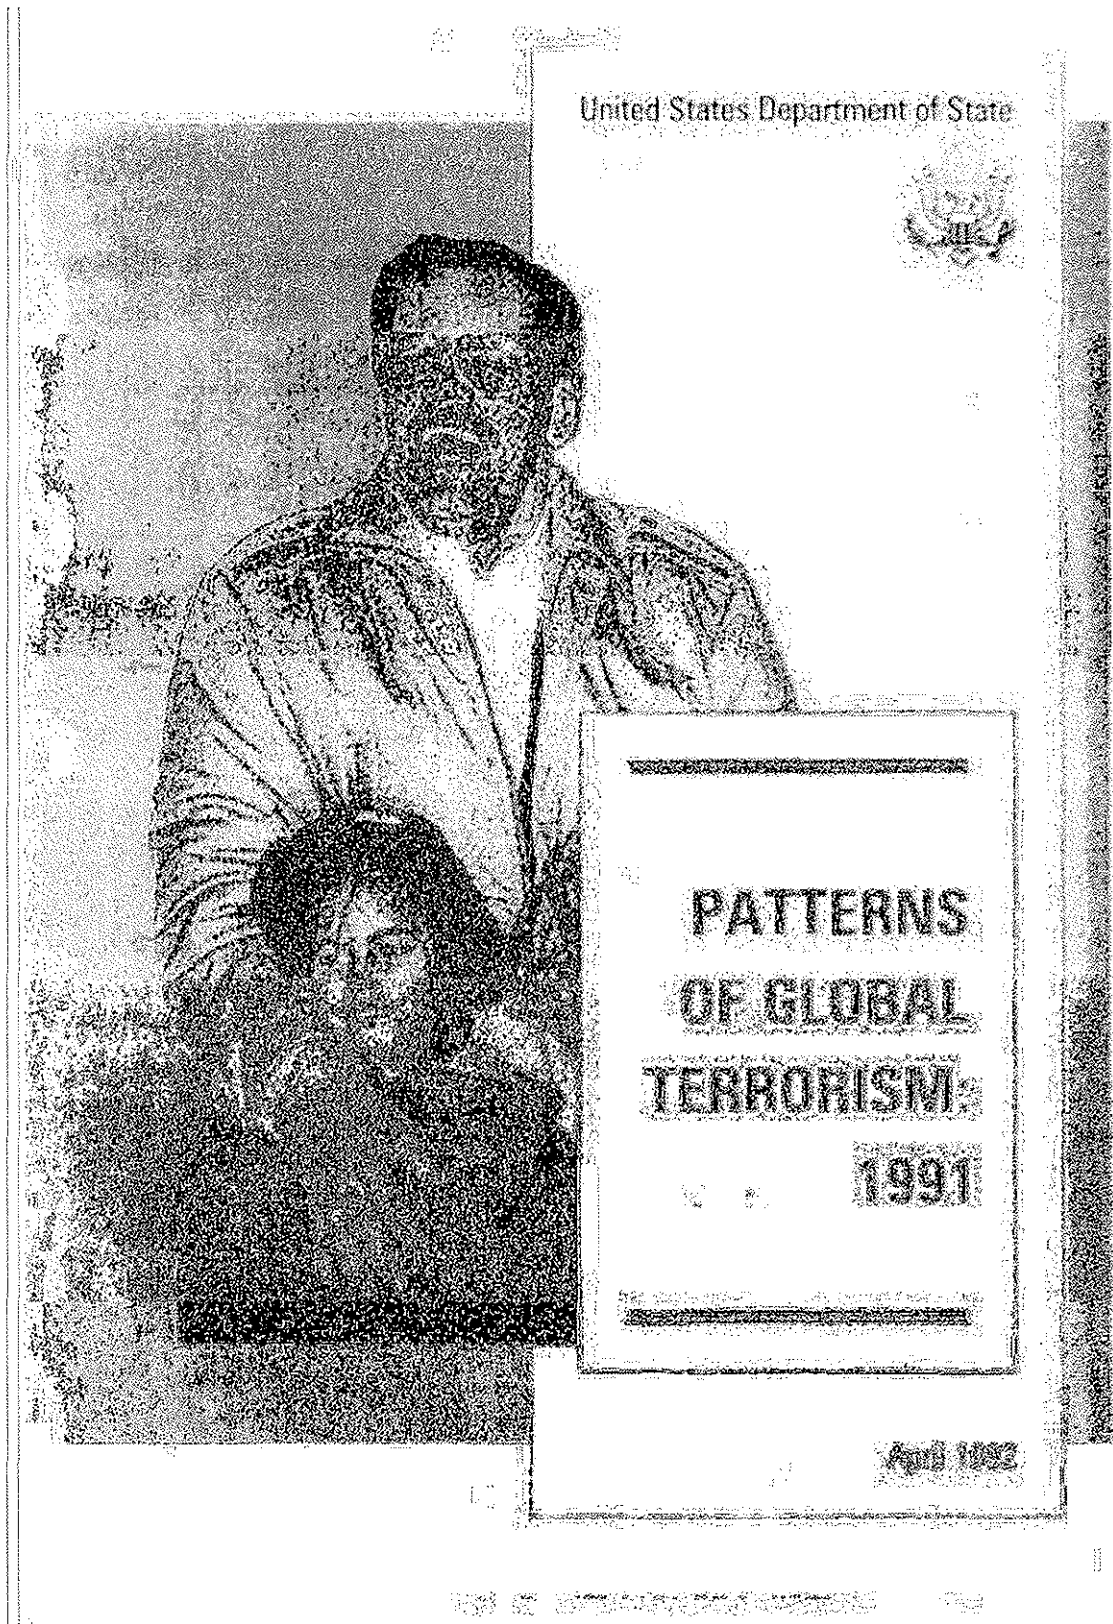 United States Department of State
PATTERNS
OF GLOBAL
TERRORISM:
1991
April 1992